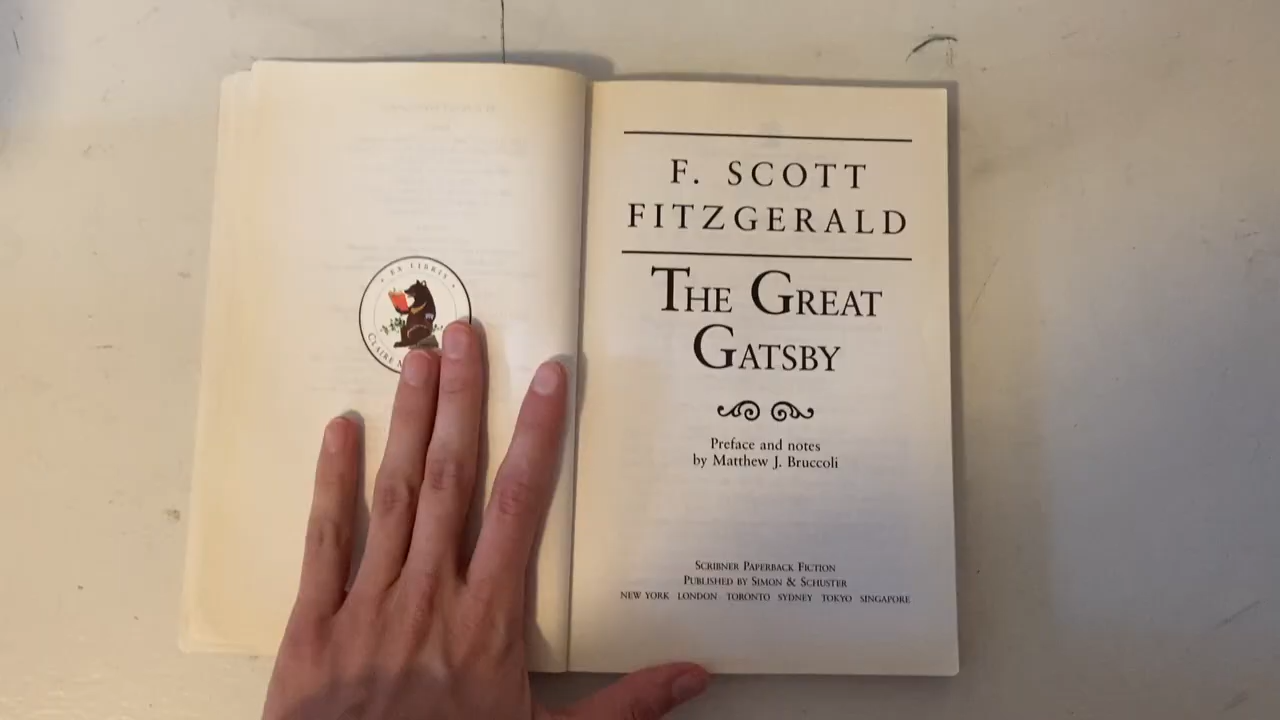 EX LIBRIS
CLAIRE
F. SCOTT
FITZGERALD
THE GREAT
GATSBY
Preface and notes
by Matthew J. Bruccoli
SCRIBNER PAPERBACK FICTION
PUBLISHED BY SIMON & SCHUSTER
NEW YORK LONDON TORONTO SYDNEY TOKYO SINGAPORE